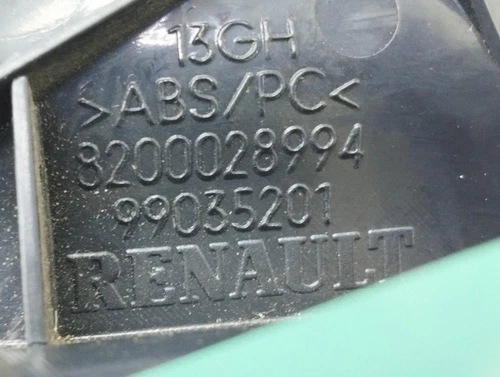 13GH
>ABS/PC<
8200028994
99035201
RENAULT